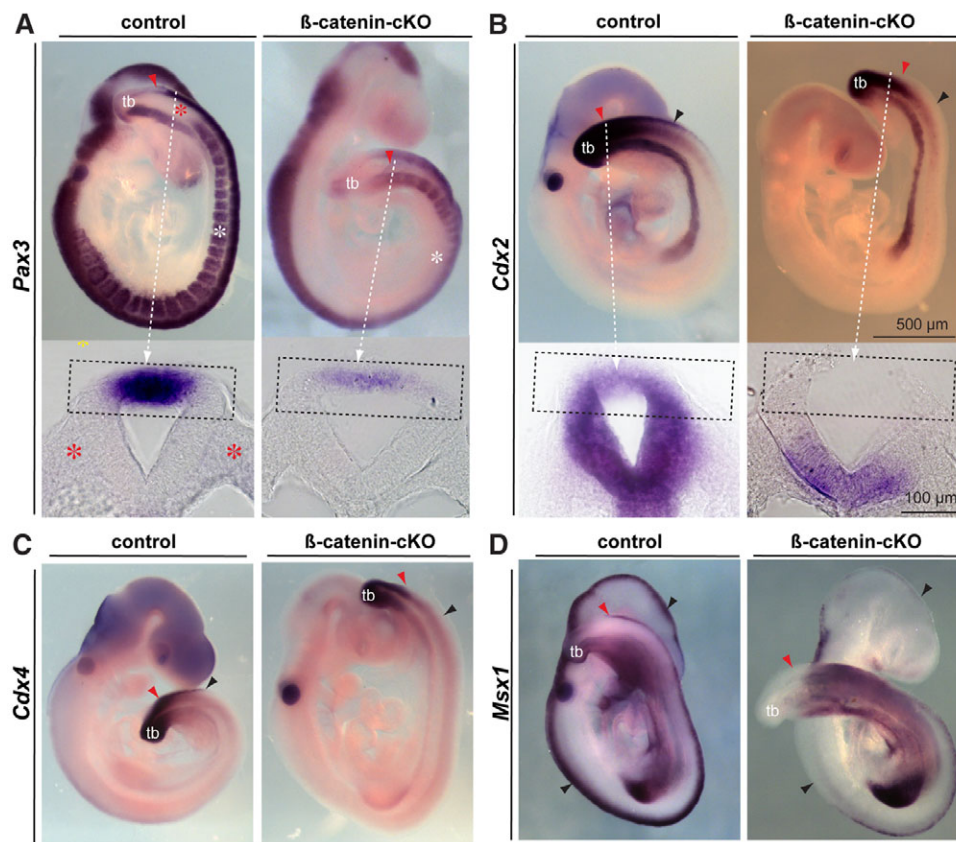 A
control
ß-catenin-cKO
Pax3
tb
*
*
tb
*
*
*
*
B
control
ß-catenin-cKO
Cdx2
tb
tb
500 µm
100 µm
C
control
ß-catenin-cKO
Cdx4
tb
tb
D
control
ß-catenin-cKO
Msx1
tb
tb